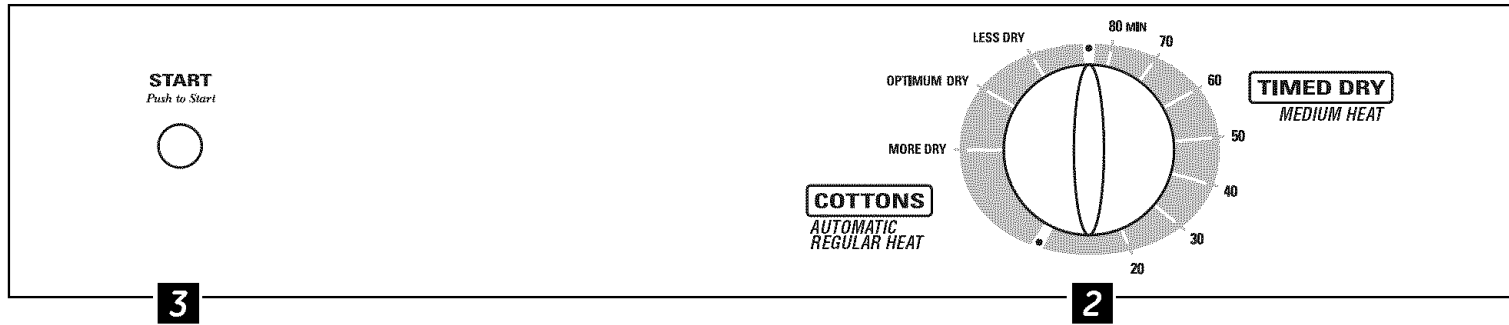 START
Push to Start
LESS DRY
OPTIMUM DRY
MORE DRY
COTTONS
AUTOMATIC
REGULAR HEAT
80 MIN
70
60
50
40
30
20
TIMED DRY
MEDIUM HEAT
3
2